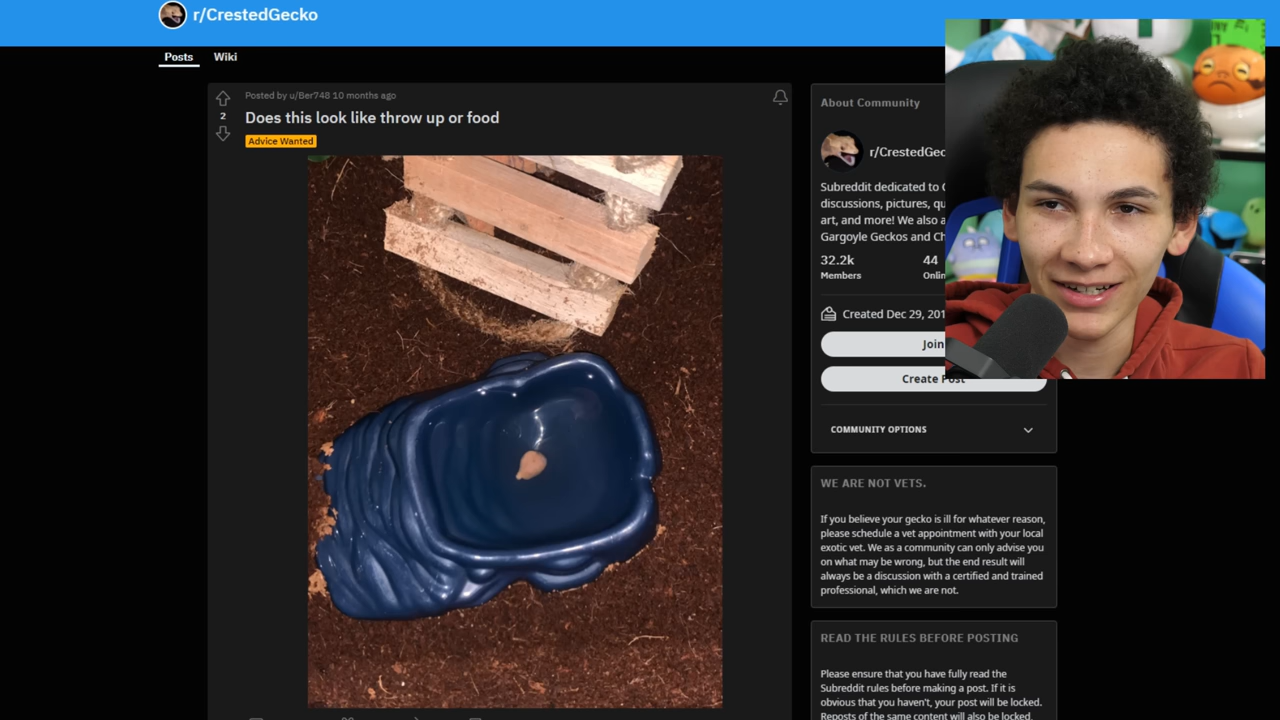 r/CrestedGecko
Posts
Wiki
Posted by u/Ber748 10 months ago
2
Does this look like throw up or food
Advice Wanted
About Community
r/CrestedGec
Subreddit dedicated to C
discussions, pictures, qu
art, and more! We also a
Gargoyle Geckos and Ch
32.2k
44
Members
Onlin
Created Dec 29, 201
Join
Create Post
COMMUNITY OPTIONS
WE ARE NOT VETS.
If you believe your gecko is ill for whatever reason,
please schedule a vet appointment with your local
exotic vet. We as a community can only advise you
on what may be wrong, but the end result will
always be a discussion with a certified and trained
professional, which we are not.
READ THE RULES BEFORE POSTING
Please ensure that you have fully read the
Subreddit rules before making a post. If it is
obvious that you haven't, your post will be locked.
Reposts of the same content will also be locked.